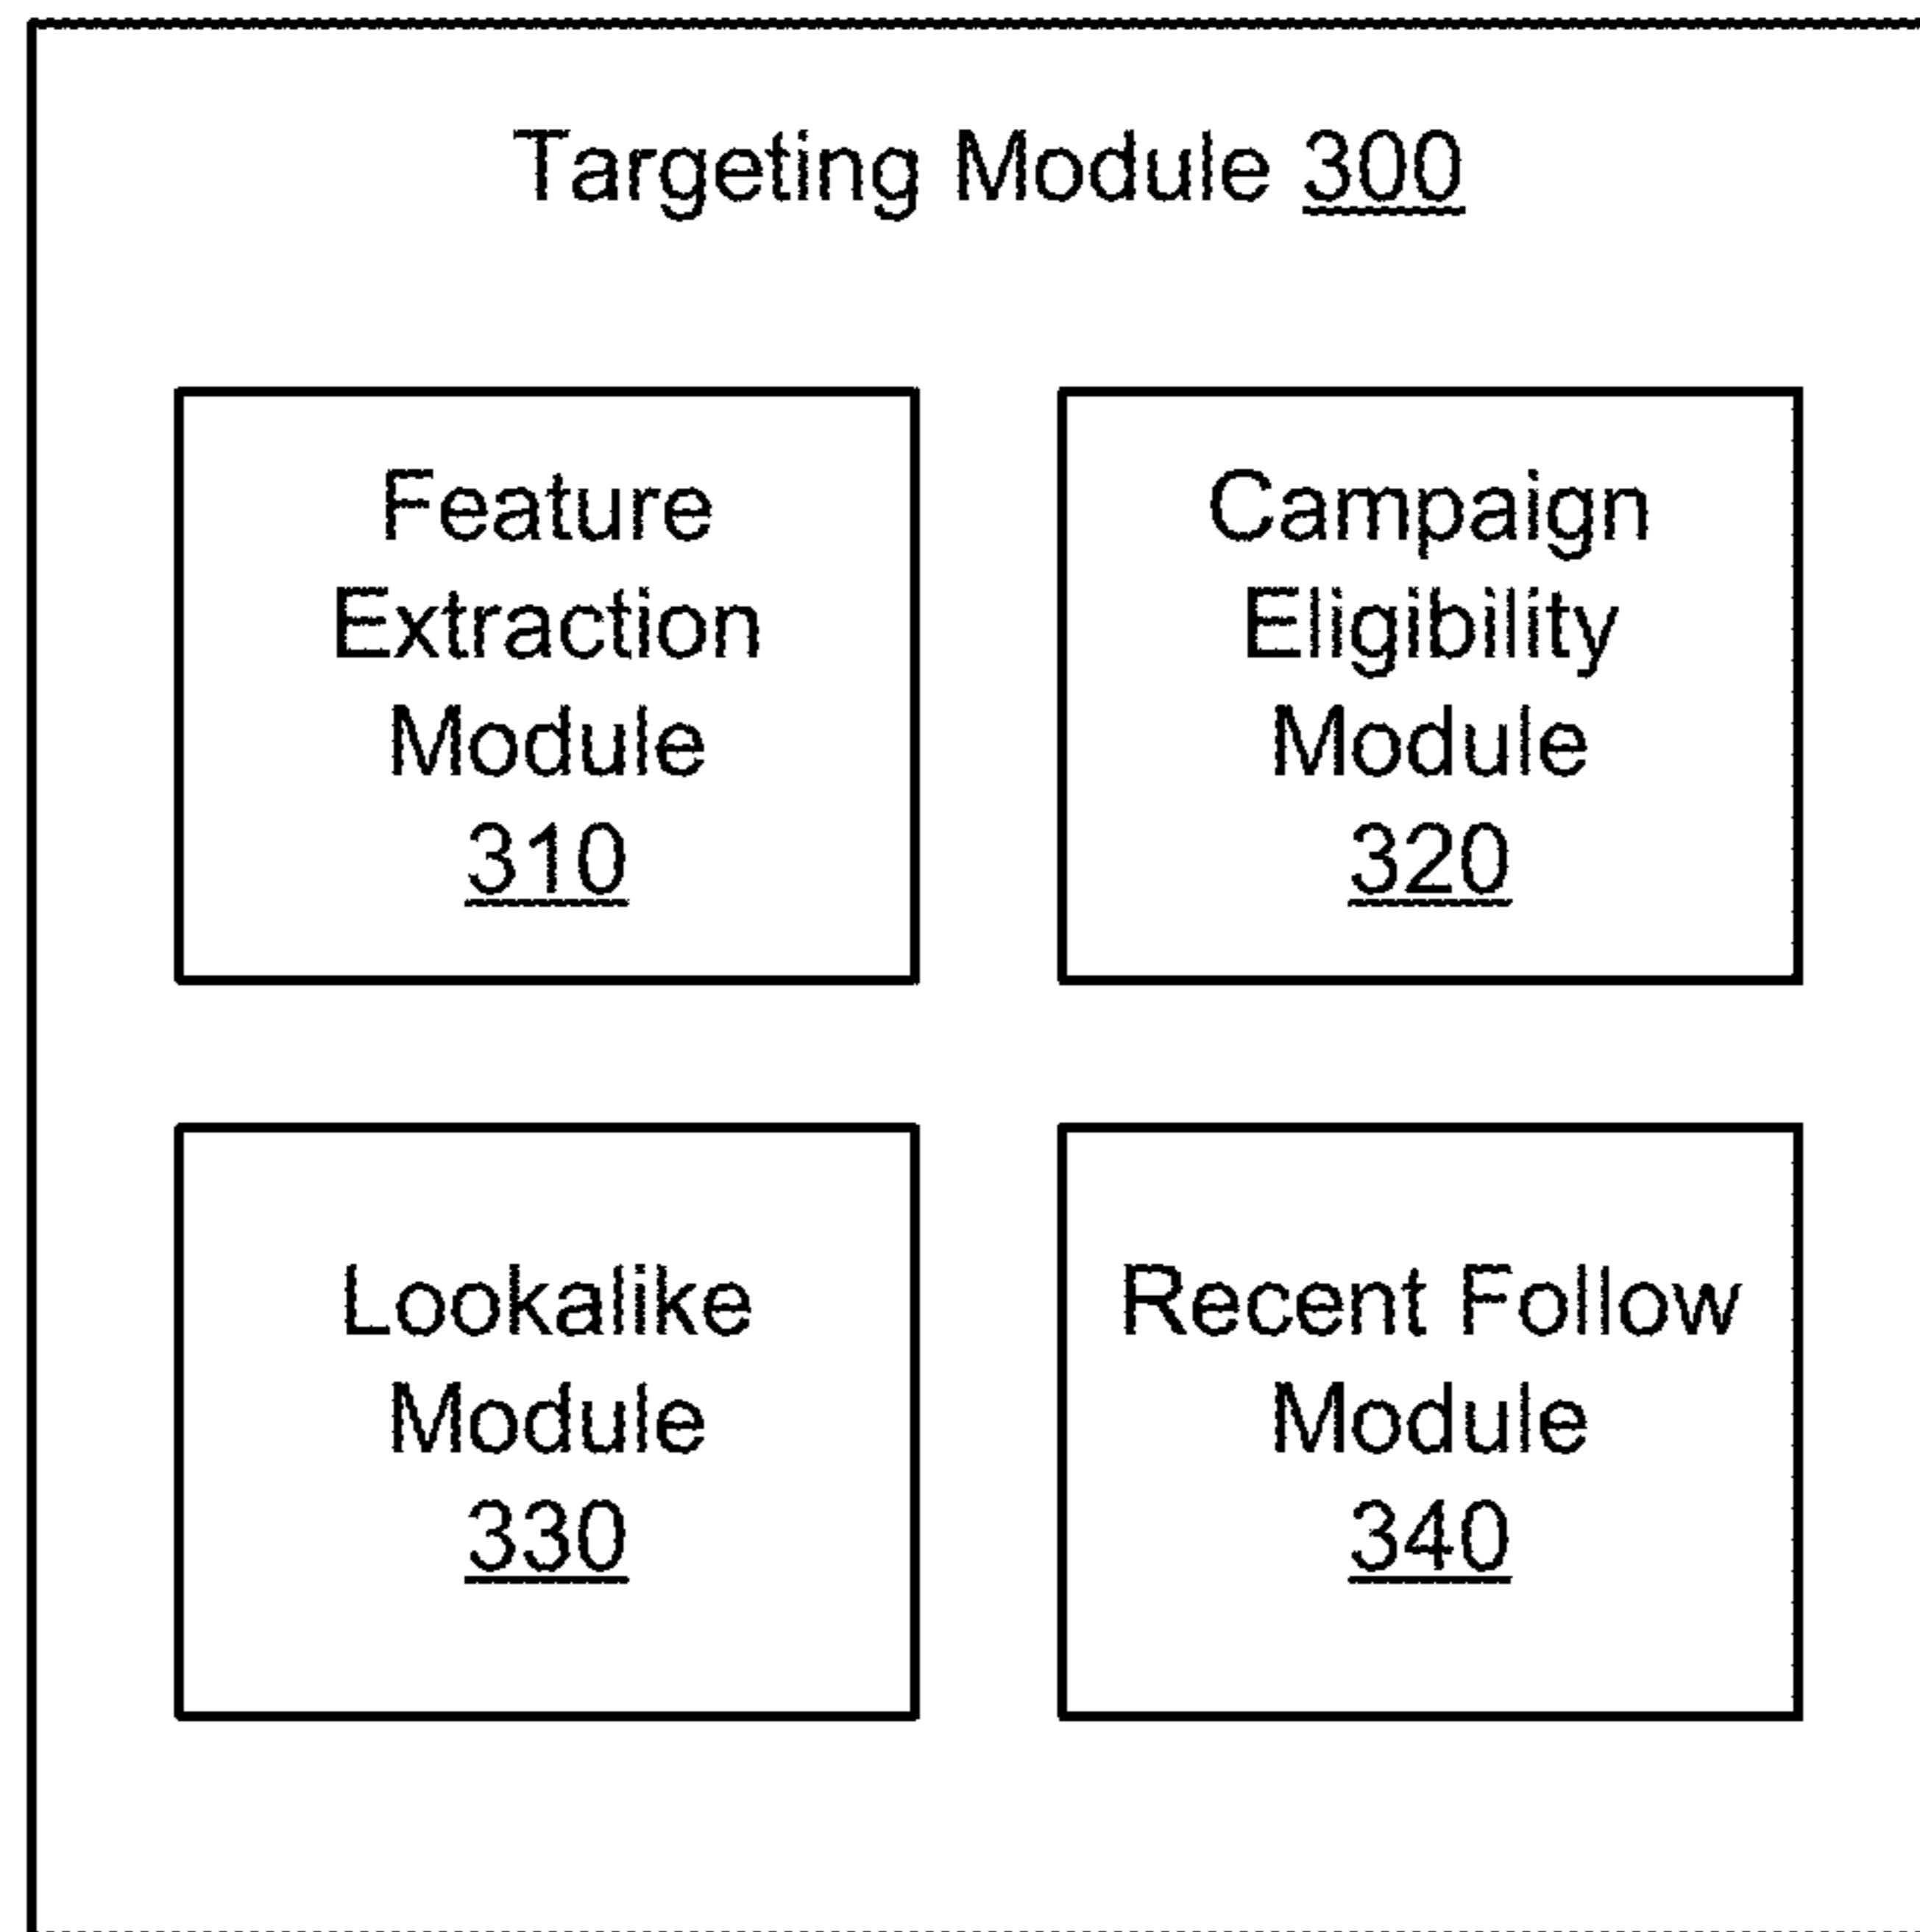 Targeting Module 300
Feature
Extraction
Module
310
Campaign
Eligibility
Module
320
Lookalike
Module
330
Recent Follow
Module
340